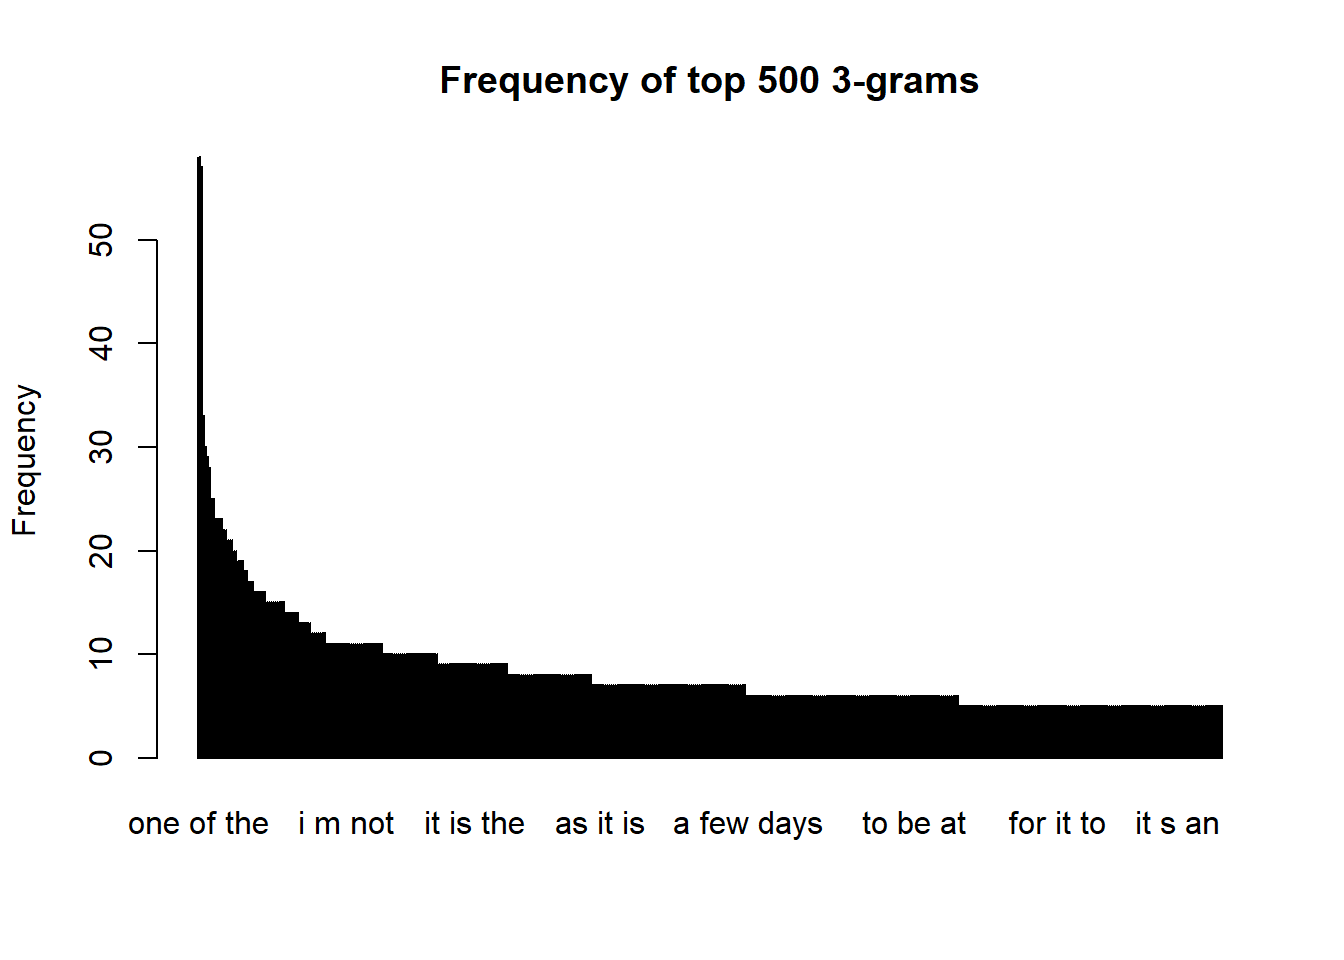 Frequency of top 500 3-grams
Frequency
50
40
30
20
10
0
one of the i m not it is the as it is a few days to be at for it to it s an